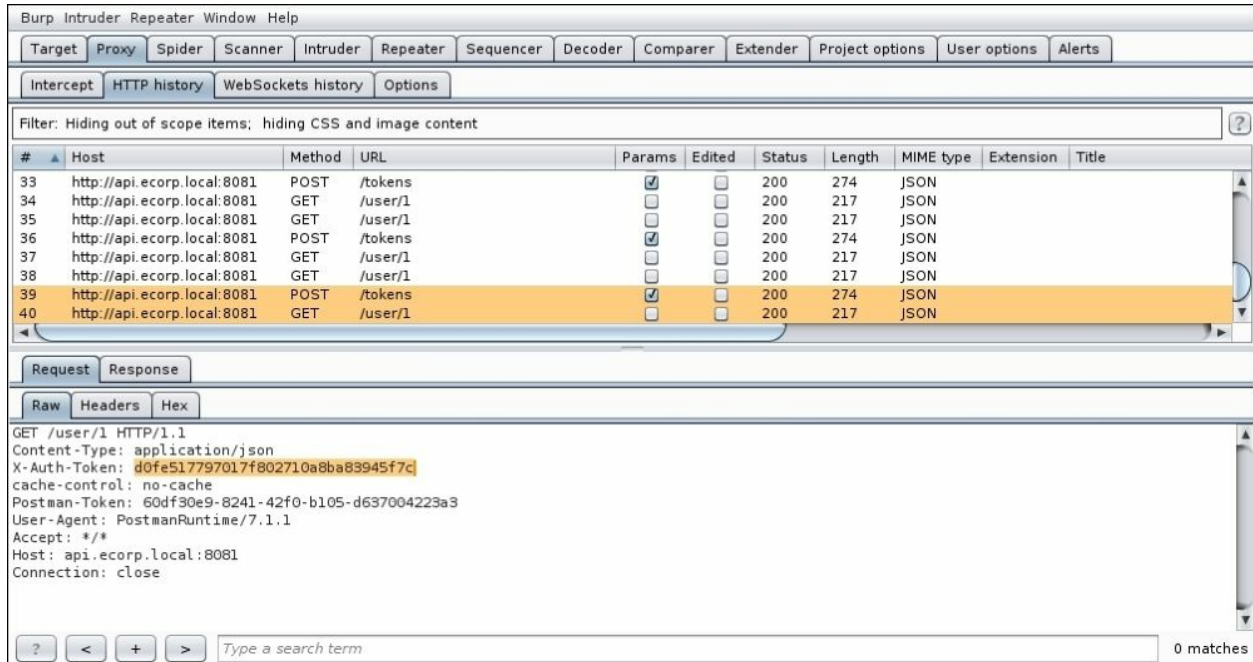 Burp Intruder Repeater Window Help
Target Proxy Spider Scanner Intruder Repeater Sequencer Decoder Comparer Extender Project options User options Alerts
Intercept HTTP history WebSockets history Options
Filter: Hiding out of scope items; hiding CSS and image content ?
# Host Method URL Params Edited Status Length MIME type Extension Title
33 http://api.ecorp.local:8081 POST /tokens 200 274 JSON
34 http://api.ecorp.local:8081 GET /user/1 200 217 JSON
35 http://api.ecorp.local:8081 GET /user/1 200 217 JSON
36 http://api.ecorp.local:8081 POST /tokens 200 274 JSON
37 http://api.ecorp.local:8081 GET /user/1 200 217 JSON
38 http://api.ecorp.local:8081 GET /user/1 200 217 JSON
39 http://api.ecorp.local:8081 POST /tokens 200 274 JSON
40 http://api.ecorp.local:8081 GET /user/1 200 217 JSON
Request Response
Raw Headers Hex
GET /user/1 HTTP/1.1
Content-Type: application/json
X-Auth-Token: d0fe517797017f802710a8ba83945f7c
cache-control: no-cache
Postman-Token: 60df30e9-8241-42f0-b105-d637004223a3
User-Agent: PostmanRuntime/7.1.1
Accept: */*
Host: api.ecorp.local:8081
Connection: close
? < + > Type a search term 0 matches